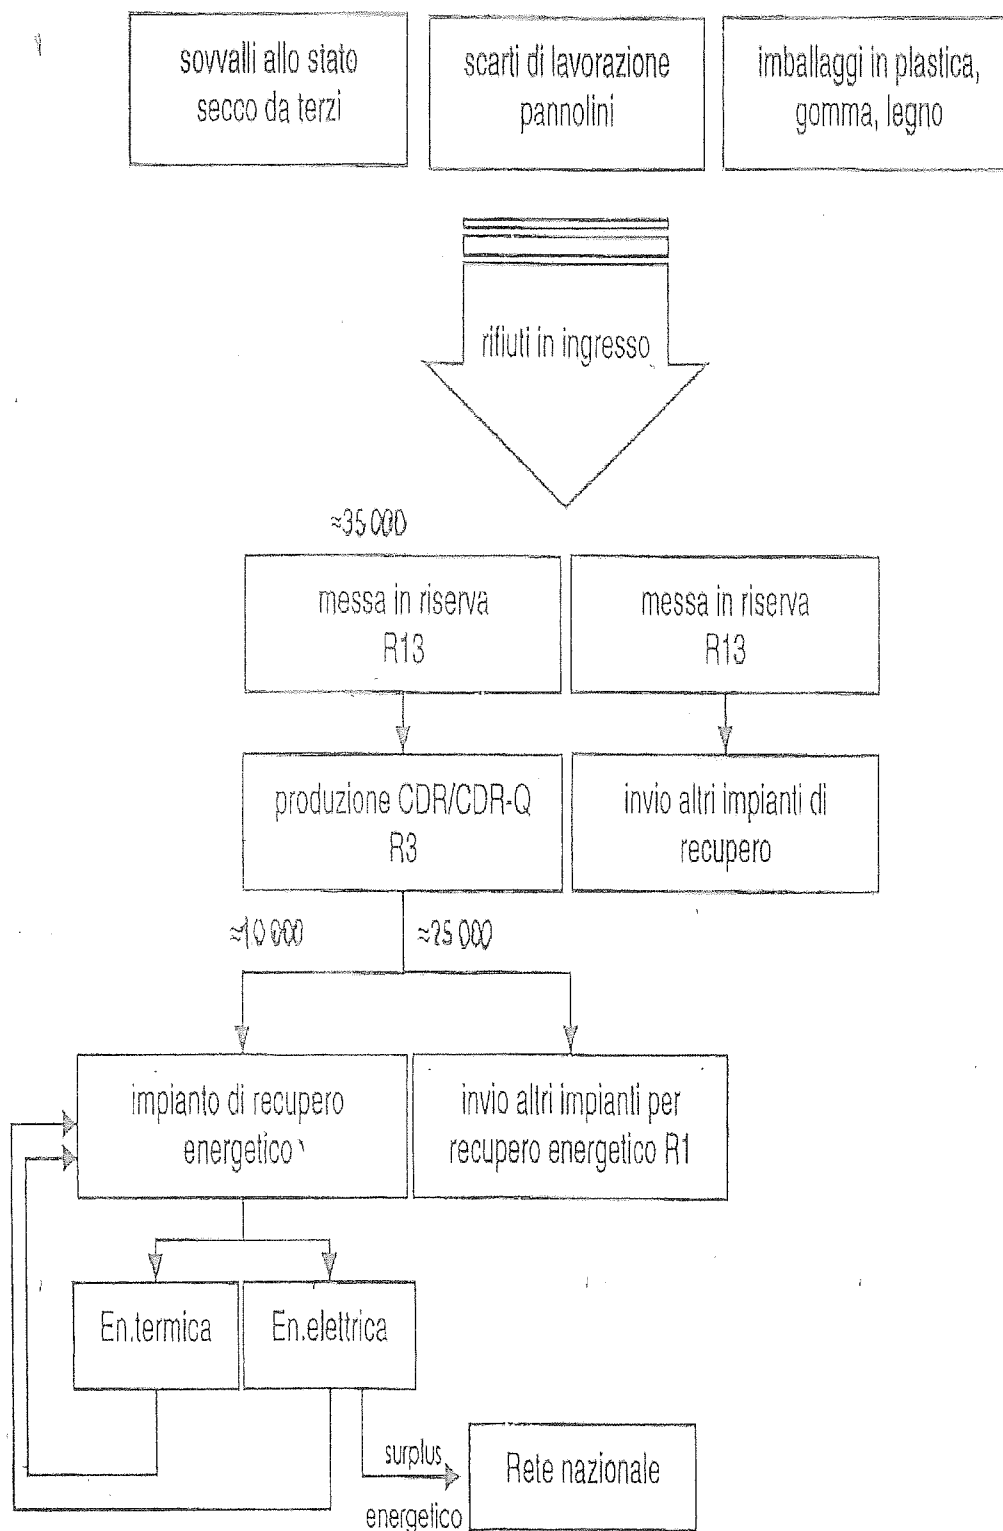 sovvalli allo stato
secco da terzi
scarti di lavorazione
pannolini
imballaggi in plastica,
gomma, legno
rifiuti in ingresso
≈35 000
messa in riserva
R13
messa in riserva
R13
produzione CDR/CDR-Q
R3
invio altri impianti di
recupero
≈10 000
≈25 000
impianto di recupero
energetico
invio altri impianti per
recupero energetico R1
En.termica
En.elettrica
surplus
energetico
Rete nazionale